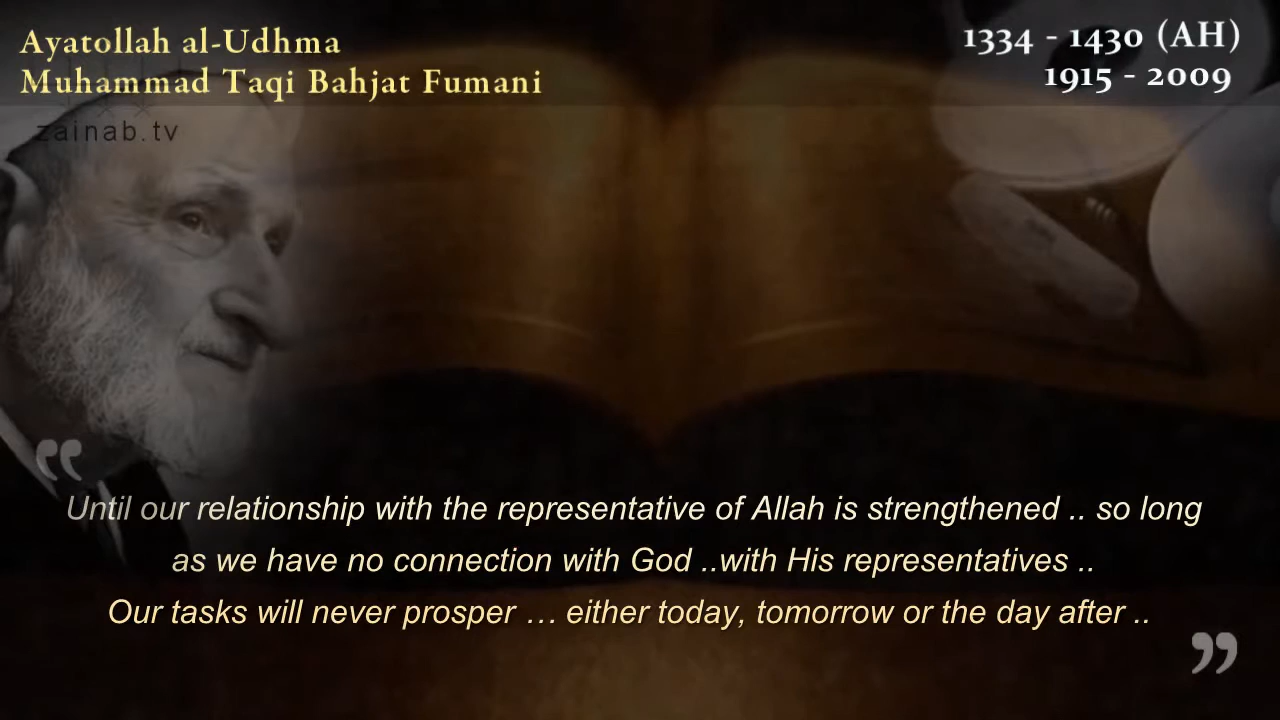 Ayatollah al-Udhma
Muhammad Taqi Bahjat Fumani
1334 - 1430 (AH)
1915 - 2009
zainab.tv
“
Until our relationship with the representative of Allah is strengthened .. so long
as we have no connection with God ..with His representatives ..
Our tasks will never prosper … either today, tomorrow or the day after ..
”